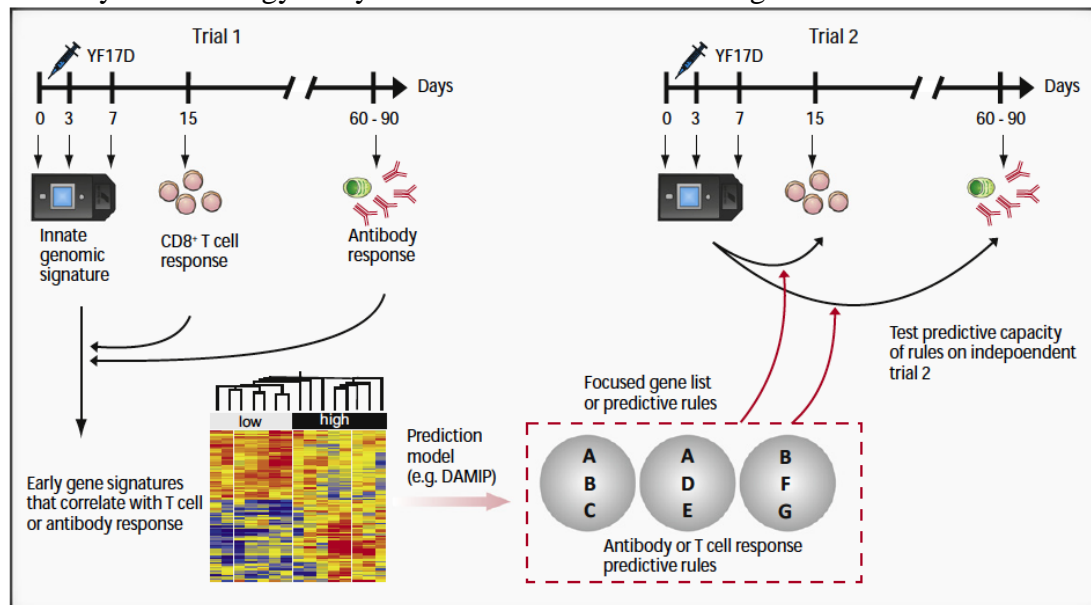 Trial 1
YF17D
Days
0 3 7 15 60 - 90
Innate
genomic
signature
CD8+ T cell
response
Antibody
response
Early gene signatures
that correlate with T cell
or antibody response
low high
Prediction
model
(e.g. DAMIP)
Trial 2
YF17D
Days
0 3 7 15 60 - 90
Test predictive capacity
of rules on indepoendent
trial 2
Focused gene list
or predictive rules
A A B
B D F
C E G
Antibody or T cell response
predictive rules